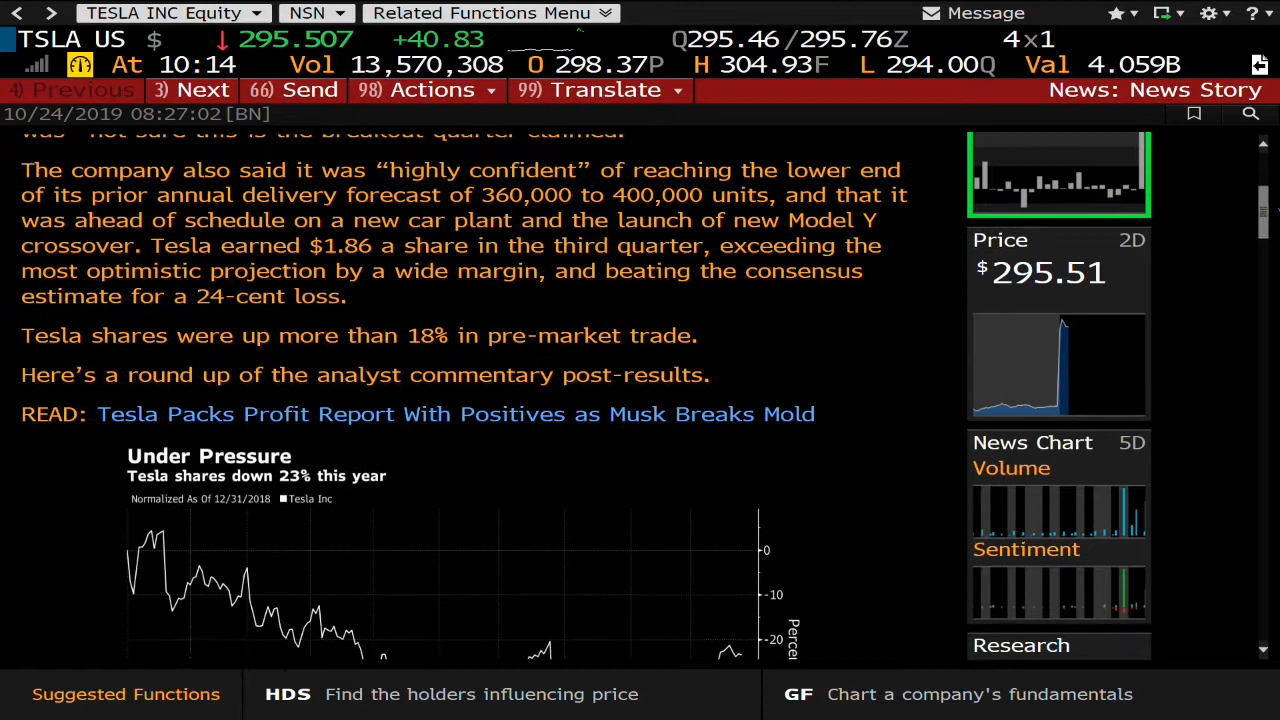 TESLA INC Equity NSN Related Functions Menu Message
TSLA US $ ↓ 295.507 +40.83 Q295.46/295.76Z 4x1
At 10:14 Vol 13,570,308 O 298.37P H 304.93F L 294.00Q Val 4.059B
4) Previous 3) Next 66) Send 98) Actions 99) Translate News: News Story
10/24/2019 08:27:02 [BN]
was “not sure this is the breakout quarter claimed.”
The company also said it was “highly confident” of reaching the lower end
of its prior annual delivery forecast of 360,000 to 400,000 units, and that it
was ahead of schedule on a new car plant and the launch of new Model Y
crossover. Tesla earned $1.86 a share in the third quarter, exceeding the
most optimistic projection by a wide margin, and beating the consensus
estimate for a 24-cent loss.
Tesla shares were up more than 18% in pre-market trade.
Here’s a round up of the analyst commentary post-results.
READ: Tesla Packs Profit Report With Positives as Musk Breaks Mold
Under Pressure
Tesla shares down 23% this year
Normalized As Of 12/31/2018 Tesla Inc
0
-10
-20
Percen
Price 2D
$295.51
News Chart 5D
Volume
Sentiment
Research
Suggested Functions HDS Find the holders influencing price GF Chart a company's fundamentals